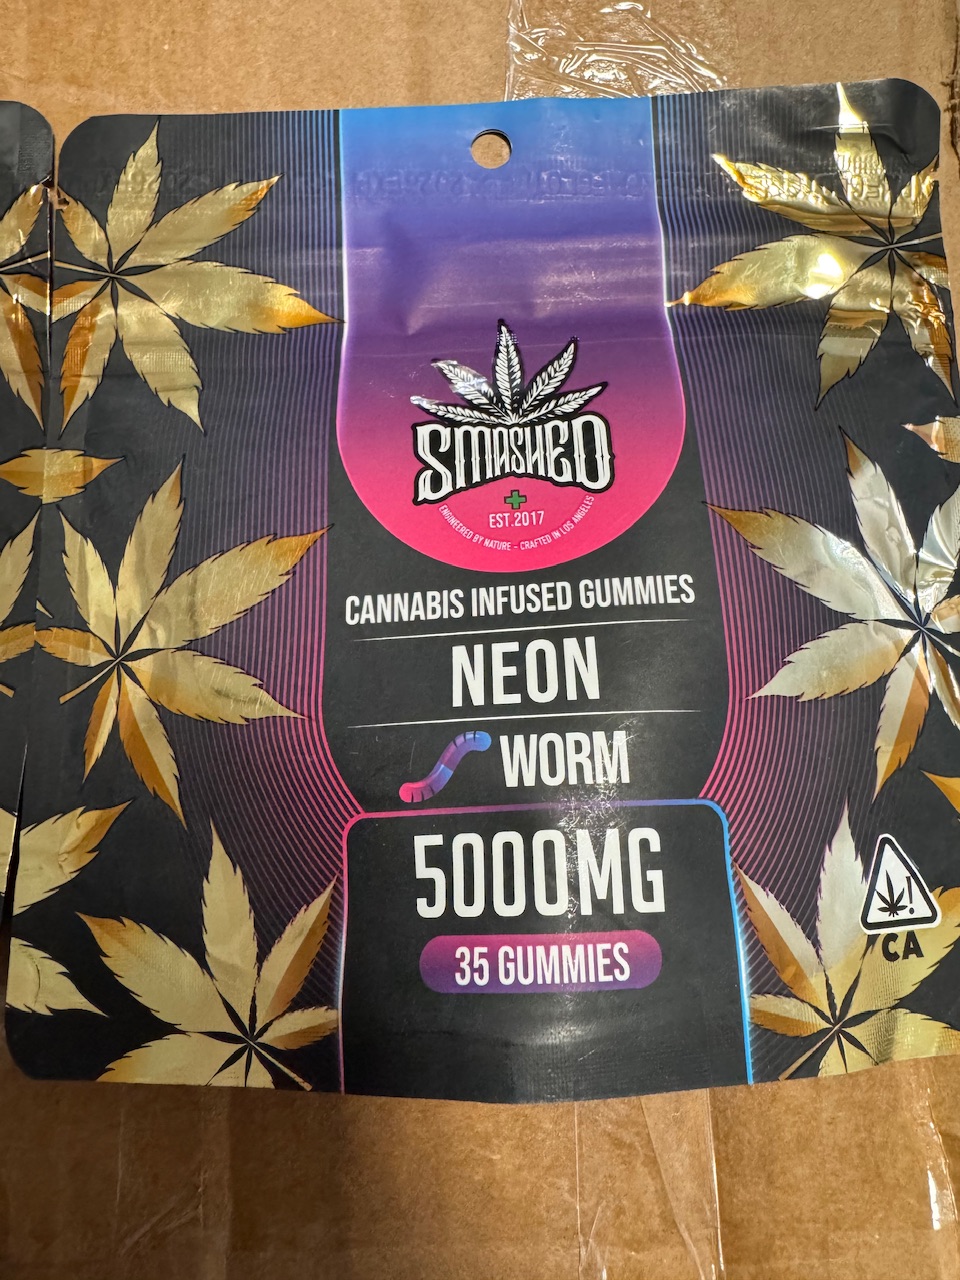 SMASHED
EST.2017
ENGINEERED BY NATURE - CRAFTED IN LOS ANGELES
CANNABIS INFUSED GUMMIES
NEON
WORM
5000MG
35 GUMMIES
!
CA